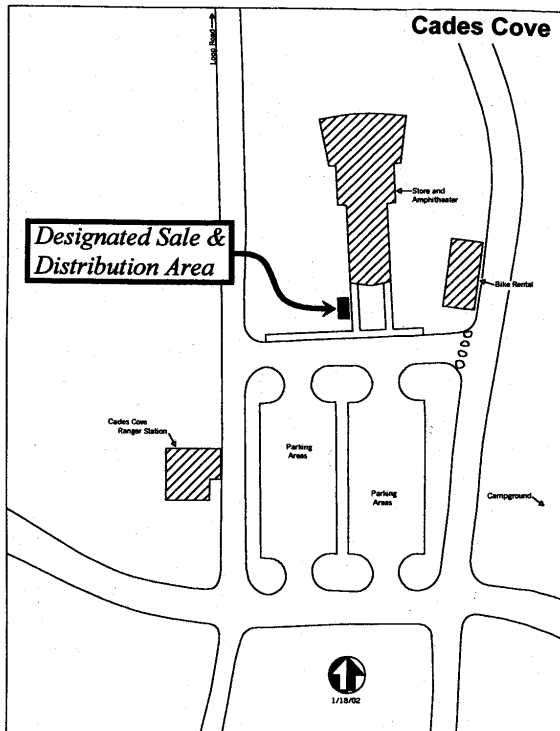 Cades Cove
Loop Road
Store and
Amphitheater
Designated Sale &
Distribution Area
Bike Rental
Cades Cove
Ranger Station
Parking
Areas
Parking
Areas
Campground
1/18/02